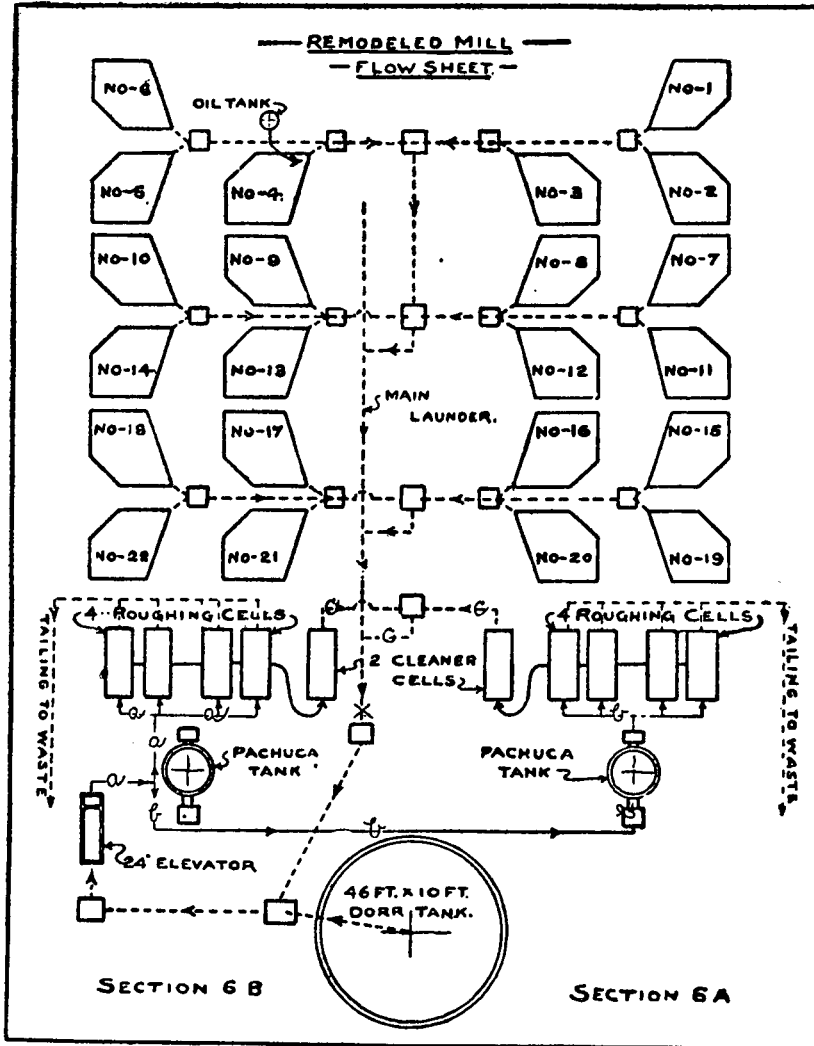 REMODELED MILL
FLOW SHEET.
NO-6
NO-1
OIL TANK
NO-5
NO-4
NO-3
NO-2
NO-10
NO-9
NO-8
NO-7
NO-14
NO-13
NO-12
NO-11
MAIN
LAUNDER.
NO-18
NO-17
NO-16
NO-15
NO-22
NO-21
NO-20
NO-19
4 ROUGHING CELLS
G
G
4 ROUGHING CELLS
G
2 CLEANER
CELLS
TAILING TO WASTE
TAILING TO WASTE
a
a
b
a
X
PACHUCA
TANK
PACHUCA
TANK
a
b
b
24" ELEVATOR
46 FT. X 10 FT.
DORR TANK.
SECTION 6 B
SECTION 6 A